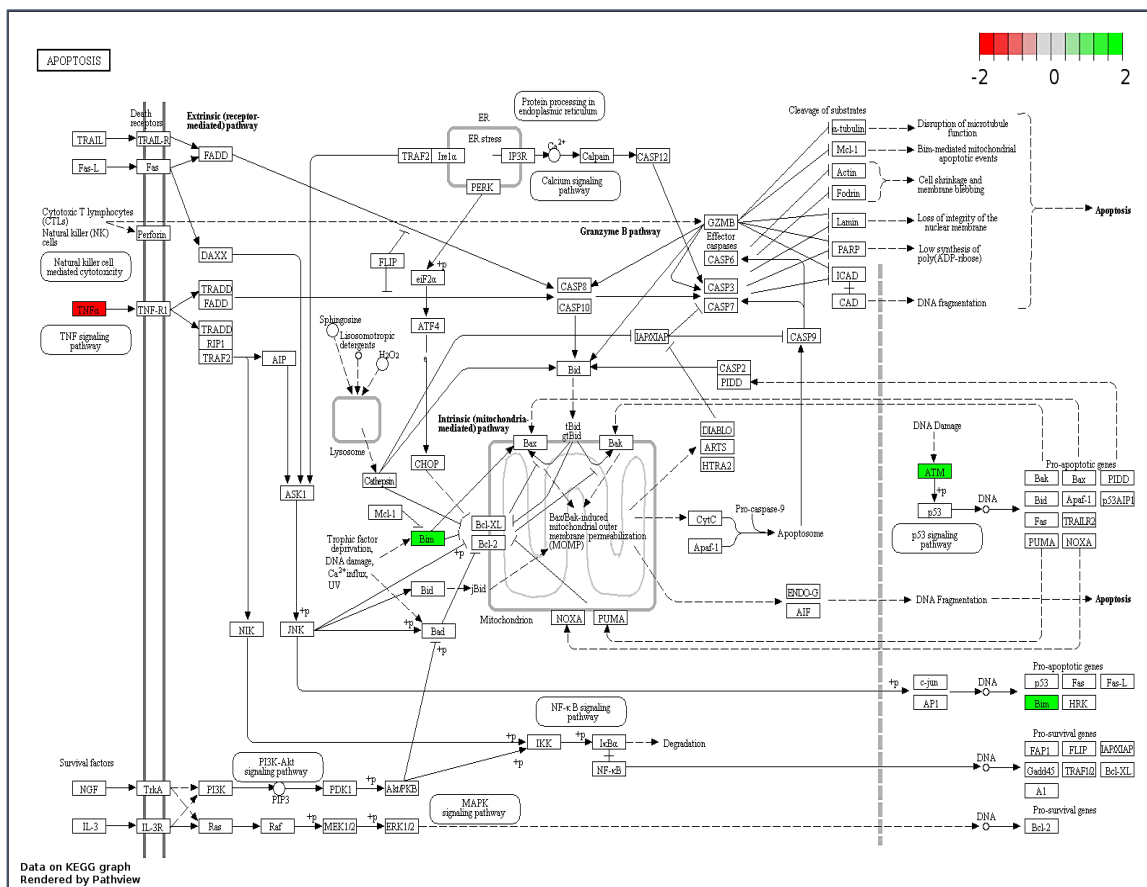 APOPTOSIS
-2 0 2
Death
receptors
Extrinsic (receptor-
mediated) pathway
TRAIL
TRAIL-R
Fas-L
Fas
FADD
Cytotoxic T lymphocytes
(CTLs)
Natural killer (NK)
cells
Perforin
Natural killer cell
mediated cytotoxicity
DAXX
TNFα
TNF-R1
TNF signaling
pathway
TRADD
FADD
TRADD
RIP1
TRAF2
AIP
ASK1
ER
ER stress
TRAF2
Ire1α
IP3R
PERK
Protein processing in
endoplasmic reticulum
Ca2+
Calpain
CASP12
Calcium signaling
pathway
FLIP
+p
eiF2α
ATF4
CHOP
Sphingosine
Lisosomotropic
detergents
H2O2
Lysosome
Cathepsin
Granzyme B pathway
GZMB
Effector
caspases
CASP6
CASP3
CASP7
CASP8
CASP10
IAP/XIAP
CASP9
Bid
CASP2
PIDD
Cleavage of substrates
α-tubulin
Mcl-1
Actin
Fodrin
Lamin
PARP
ICAD
CAD
Disruption of microtubule
function
Bim-mediated mitochondrial
apoptotic events
Cell shrinkage and
membrane blebbing
Loss of integrity of the
nuclear membrane
Low synthesis of
poly(ADP-ribose)
DNA fragmentation
Apoptosis
Intrinsic (mitochondria-
mediated) pathway
tBid
gtBid
Bax
Bak
DIABLO
ARTS
HTRA2
Mcl-1
Bim
Bcl-XL
Bcl-2
+p
Bax/Bak-induced
mitochondrial outer
membrane permeabilization
(MOMP)
Trophic factor
deprivation,
DNA damage,
Ca2+ influx,
UV
Bid
jBid
Bad
+p
+p
Mitochondrion
NOXA
PUMA
CytC
Apaf-1
Pro-caspase-9
Apoptosome
ENDO-G
AIF
DNA Fragmentation
Apoptosis
DNA Damage
ATM
+p
p53
p53 signaling
pathway
DNA
Pro-apoptotic genes
Bak
Bax
PIDD
Bid
Apaf-1
p53AIP1
Fas
TRAILR2
PUMA
NOXA
NIK
+p
JNK
+p
c-jun
AP1
DNA
Pro-apoptotic genes
p53
Fas
Fas-L
Bim
HRK
NF-κB signaling
pathway
+p
IKK
+p
+p
IκBα
NF-κB
Degradation
DNA
Pro-survival genes
FAP1
FLIP
IAP/XIAP
Gadd45
TRAF1/2
Bcl-XL
A1
Survival factors
NGF
TrkA
PI3K
PI3K-Akt
signaling pathway
PIP3
+p
PDK1
+p
Akt/PKB
IL-3
IL-3R
Ras
Raf
+p
MEK1/2
+p
ERK1/2
MAPK
signaling pathway
DNA
Pro-survival genes
Bcl-2
Data on KEGG graph
Rendered by Pathview